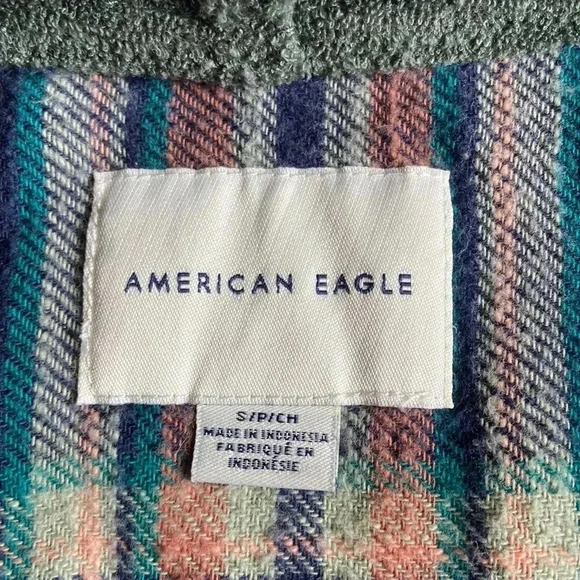 AMERICAN EAGLE
S/P/CH
MADE IN INDONESIA
FABRIQUÉ EN
INDONÉSIE